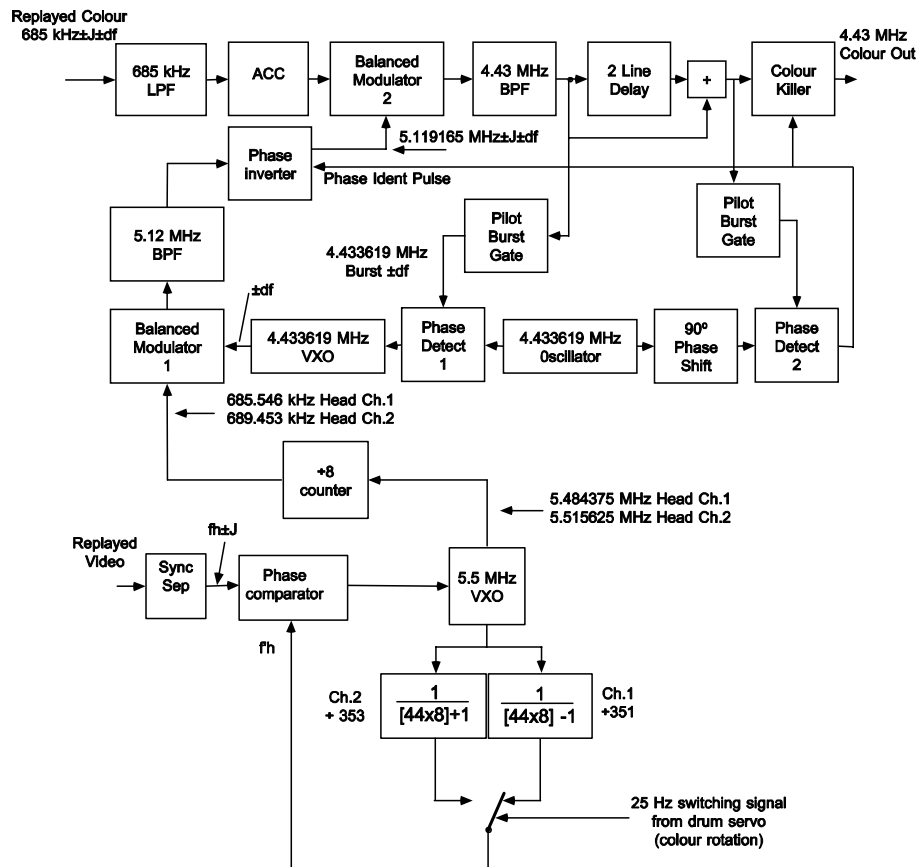 Replayed Colour
685 kHz±J±df
685 kHz
LPF
ACC
Balanced
Modulator
2
4.43 MHz
BPF
2 Line
Delay
+
Colour
Killer
4.43 MHz
Colour Out
5.119165 MHz±J±df
Phase
inverter
Phase Ident Pulse
5.12 MHz
BPF
Pilot
Burst
Gate
Pilot
Burst
Gate
4.433619 MHz
Burst ±df
±df
Balanced
Modulator
1
4.433619 MHz
VXO
Phase
Detect
1
4.433619 MHz
0scillator
90º
Phase
Shift
Phase
Detect
2
685.546 kHz Head Ch.1
689.453 kHz Head Ch.2
+8
counter
5.484375 MHz Head Ch.1
5.515625 MHz Head Ch.2
Replayed
Video
fh±J
Sync
Sep
Phase
comparator
5.5 MHz
VXO
f'h
Ch.2
+ 353
1
[44x8]+1
1
[44x8] -1
Ch.1
+351
25 Hz switching signal
from drum servo
(colour rotation)